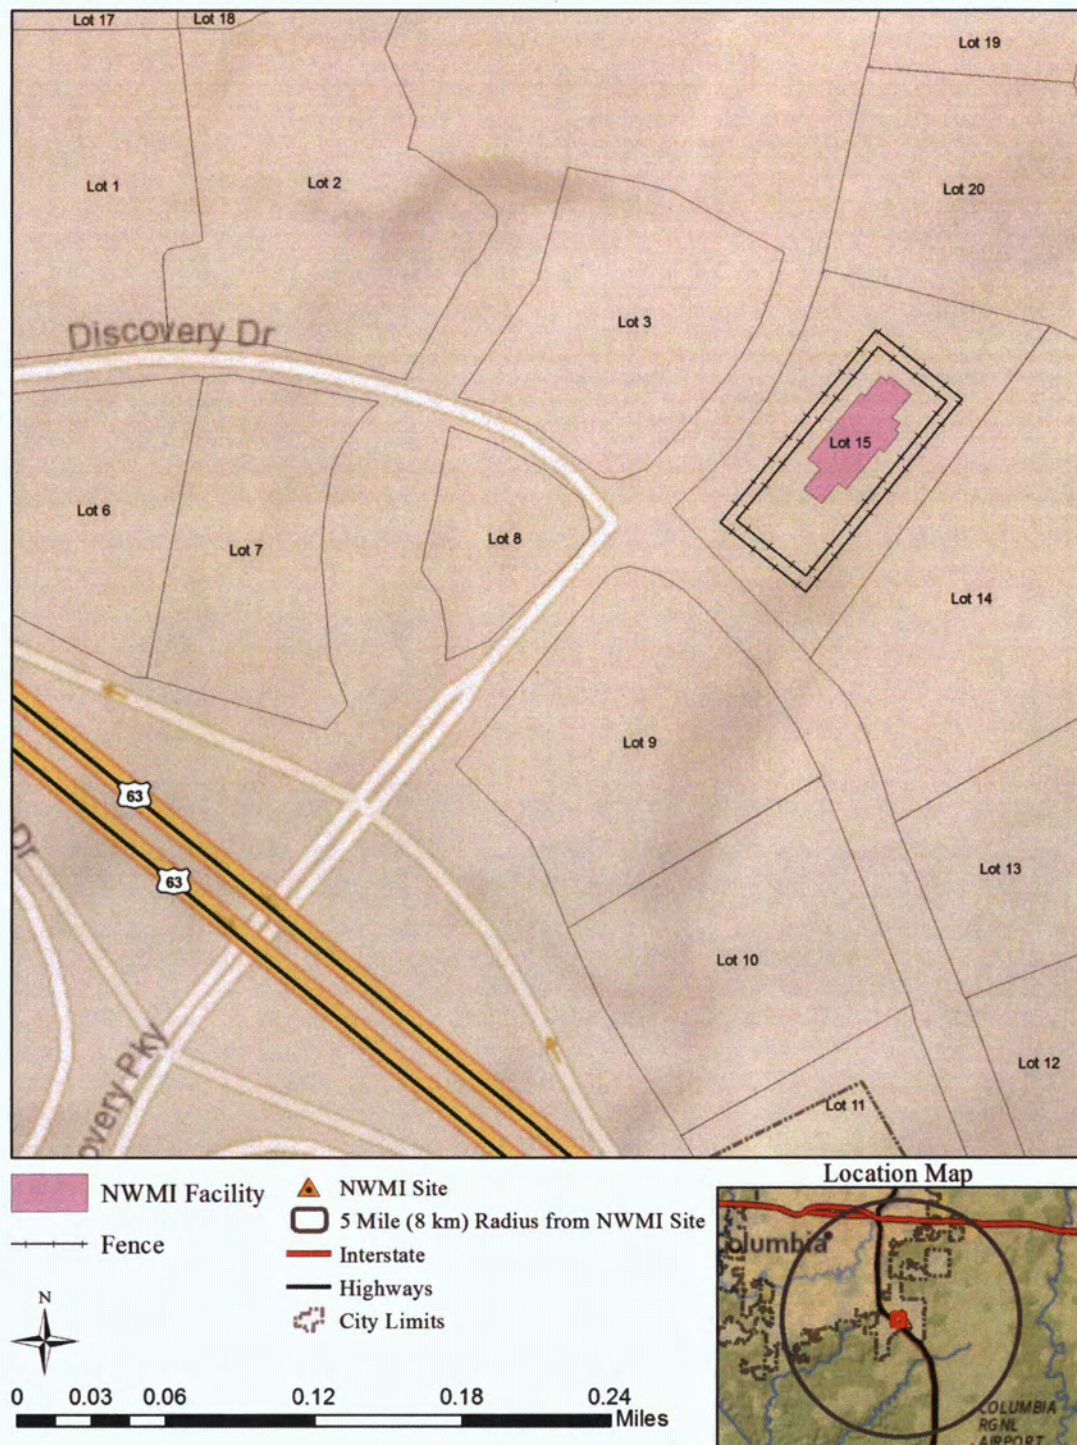 Lot 17
Lot 18
Lot 19
Lot 1
Lot 2
Lot 20
Discovery Dr
Lot 3
Lot 15
Lot 6
Lot 7
Lot 8
Lot 14
Lot 9
63
Dr
63
Lot 13
Lot 10
overy Pky
Lot 12
Lot 11
NWMI Facility
Fence
NWMI Site
5 Mile (8 km) Radius from NWMI Site
Interstate
Highways
City Limits
N
0 0.03 0.06 0.12 0.18 0.24
Miles
Location Map
olumbia
COLUMBIA
RGNL
AIRPORT